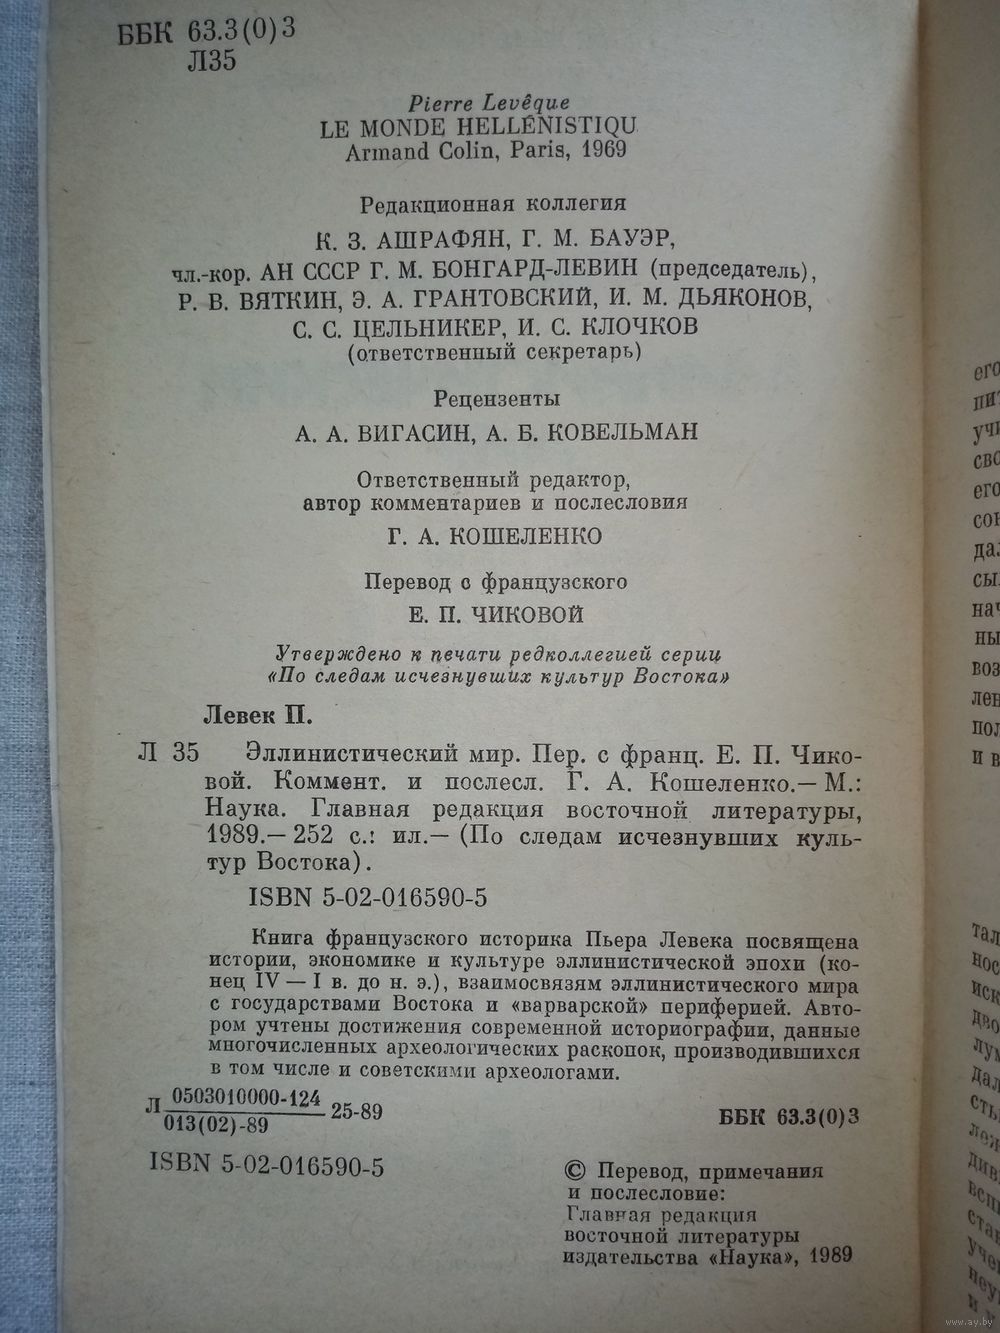 ББК 63.3(0)3
Л35
Pierre Levêque
LE MONDE HELLÉNISTIQU
Armand Colin, Paris, 1969
Редакционная коллегия
К. З. АШРАФЯН, Г. М. БАУЭР,
чл.-кор. АН СССР Г. М. БОНГАРД-ЛЕВИН (председатель),
Р. В. ВЯТКИН, Э. А. ГРАНТОВСКИЙ, И. М. ДЬЯКОНОВ,
С. С. ЦЕЛЬНИКЕР, И. С. КЛОЧКОВ
(ответственный секретарь)
Рецензенты
А. А. ВИГАСИН, А. Б. КОВЕЛЬМАН
Ответственный редактор,
автор комментариев и послесловия
Г. А. КОШЕЛЕНКО
Перевод с французского
Е. П. ЧИКОВОЙ
Утверждено к печати редколлегией серии
«По следам исчезнувших культур Востока»
Левек П.
Л 35 Эллинистический мир. Пер. с франц. Е. П. Чико-
вой. Коммент. и послесл. Г. А. Кошеленко.— М.:
Наука. Главная редакция восточной литературы,
1989.— 252 с.: ил.— (По следам исчезнувших куль-
тур Востока).
ISBN 5-02-016590-5
Книга французского историка Пьера Левека посвящена
истории, экономике и культуре эллинистической эпохи (ко-
нец IV — I в. до н. э.), взаимосвязям эллинистического мира
с государствами Востока и «варварской» периферией. Авто-
ром учтены достижения современной историографии, данные
многочисленных археологических раскопок, производившихся
в том числе и советскими археологами.
Л 0503010000-124 25-89
013(02)-89
ББК 63.3(0)3
ISBN 5-02-016590-5
© Перевод, примечания
и послесловие:
Главная редакция
восточной литературы
издательства «Наука», 1989
www.ay.by